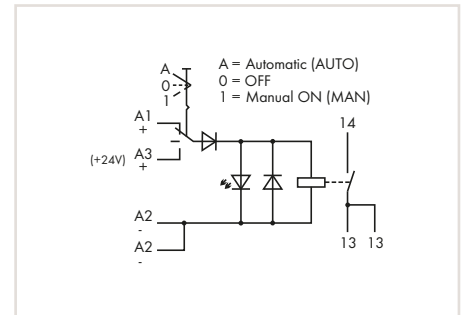 A
0
1
A = Automatic (AUTO)
0 = OFF
1 = Manual ON (MAN)
A1
+
14
(+24V) A3
+
A2
-
A2
-
13 13